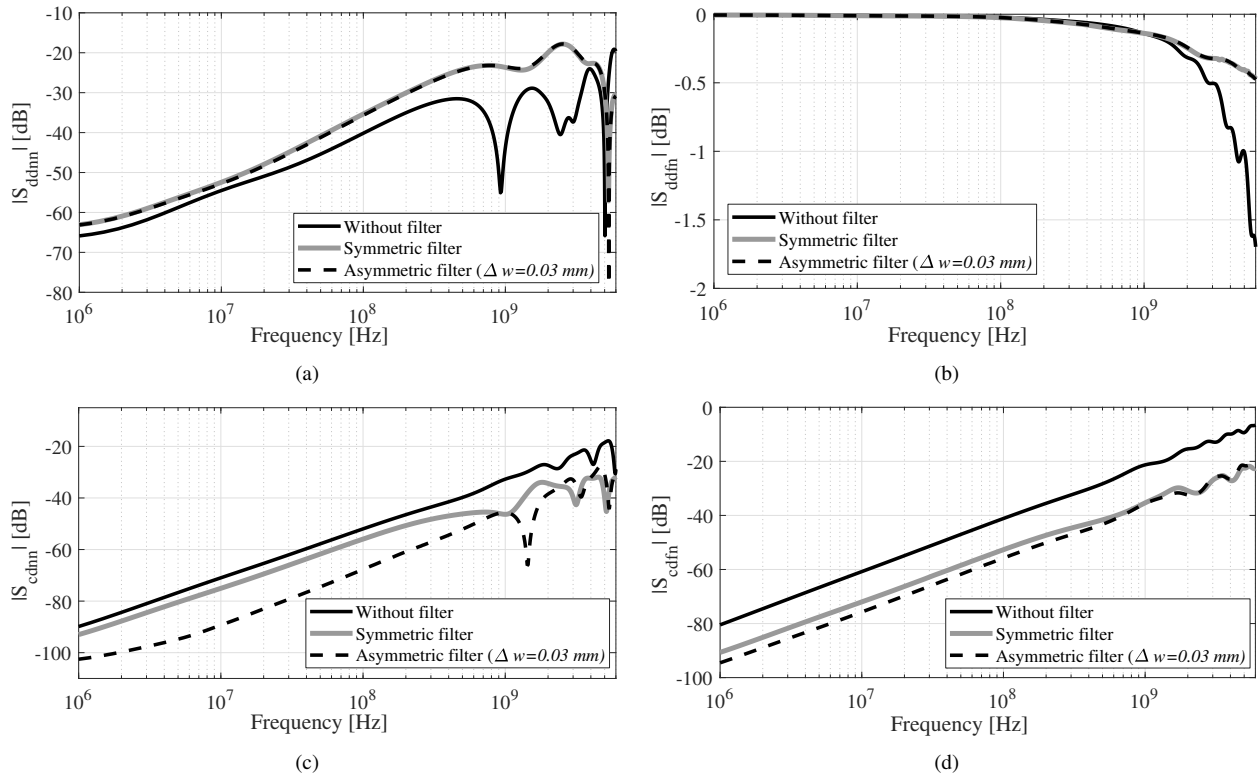 -10
-20
-30
-40
-50
-60
-70
-80
|S_ddnn| [dB]
Without filter
Symmetric filter
Asymmetric filter (Δ w=0.03 mm)
10^6 10^7 10^8 10^9
Frequency [Hz]
(a)
0
-0.5
-1
-1.5
-2
|S_ddfn| [dB]
Without filter
Symmetric filter
Asymmetric filter (Δ w=0.03 mm)
10^6 10^7 10^8 10^9
Frequency [Hz]
(b)
-20
-40
-60
-80
-100
|S_cdnn| [dB]
Without filter
Symmetric filter
Asymmetric filter (Δ w=0.03 mm)
10^6 10^7 10^8 10^9
Frequency [Hz]
(c)
0
-20
-40
-60
-80
-100
|S_cdfn| [dB]
Without filter
Symmetric filter
Asymmetric filter (Δ w=0.03 mm)
10^6 10^7 10^8 10^9
Frequency [Hz]
(d)